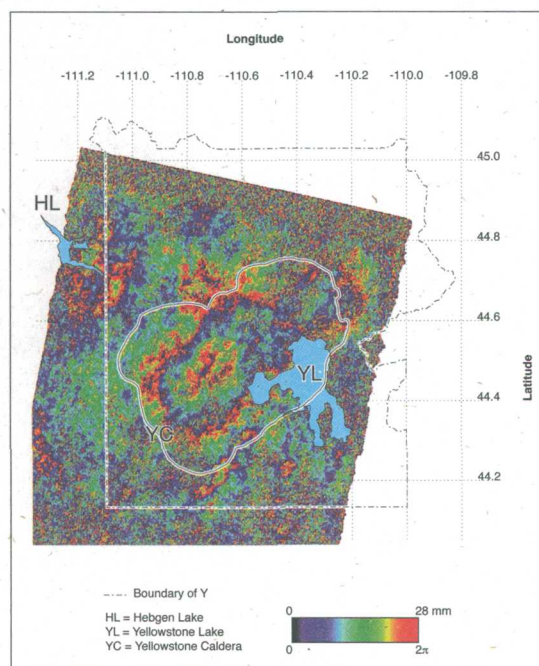 Longitude
-111.2 -111.0 -110.8 -110.6 -110.4 -110.2 -110.0 -109.8
45.0
HL
44.8
44.6
YL
44.4
YC
44.2
Latitude
Boundary of Y
HL = Hebgen Lake
YL = Yellowstone Lake
YC = Yellowstone Caldera
0 28 mm
0 2π